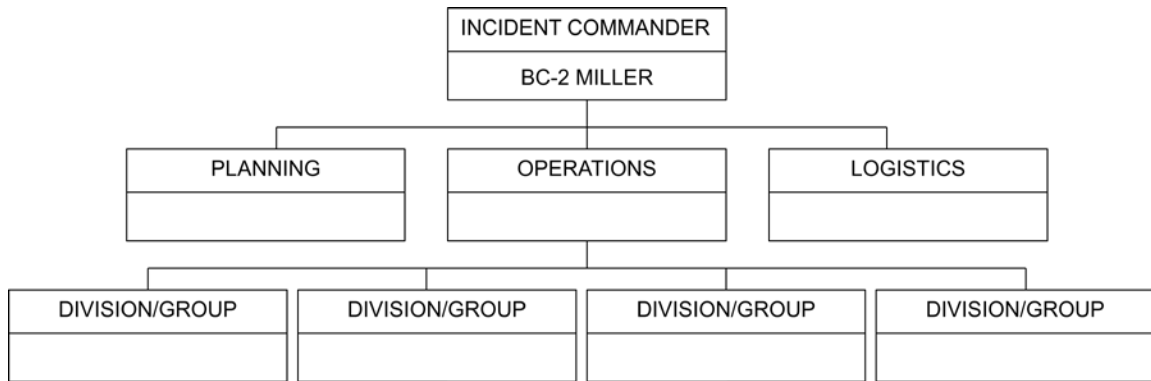 INCIDENT COMMANDER
BC-2 MILLER
PLANNING
OPERATIONS
LOGISTICS
DIVISION/GROUP
DIVISION/GROUP
DIVISION/GROUP
DIVISION/GROUP